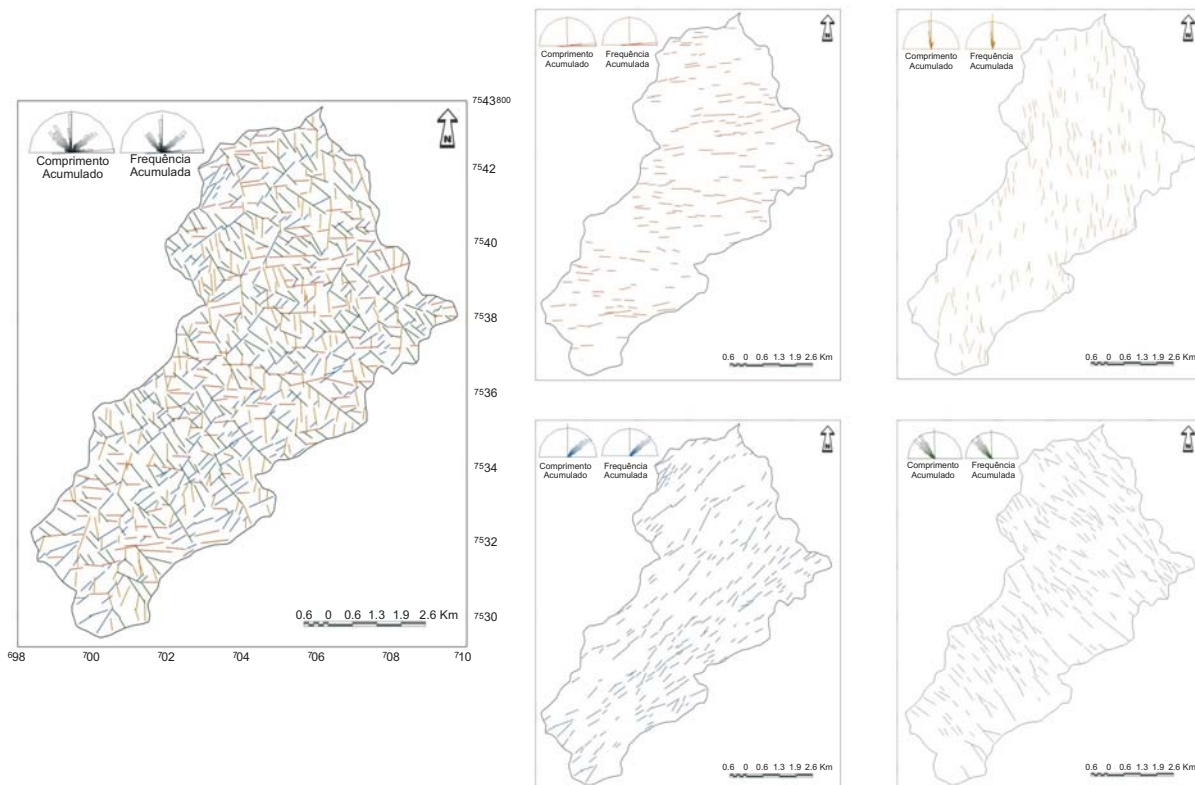 Comprimento
Acumulado
Frequência
Acumulada
N
7543 800
7542
7540
7538
7536
7534
7532
7530
698
700
702
704
706
708
710
0.6 0 0.6 1.3 1.9 2.6 Km
Comprimento
Acumulado
Frequência
Acumulada
N
0.6 0 0.6 1.3 1.9 2.6 Km
Comprimento
Acumulado
Frequência
Acumulada
N
0.6 0 0.6 1.3 1.9 2.6 Km
Comprimento
Acumulado
Frequência
Acumulada
N
0.6 0 0.6 1.3 1.9 2.6 Km
Comprimento
Acumulado
Frequência
Acumulada
N
0.6 0 0.6 1.3 1.9 2.6 Km